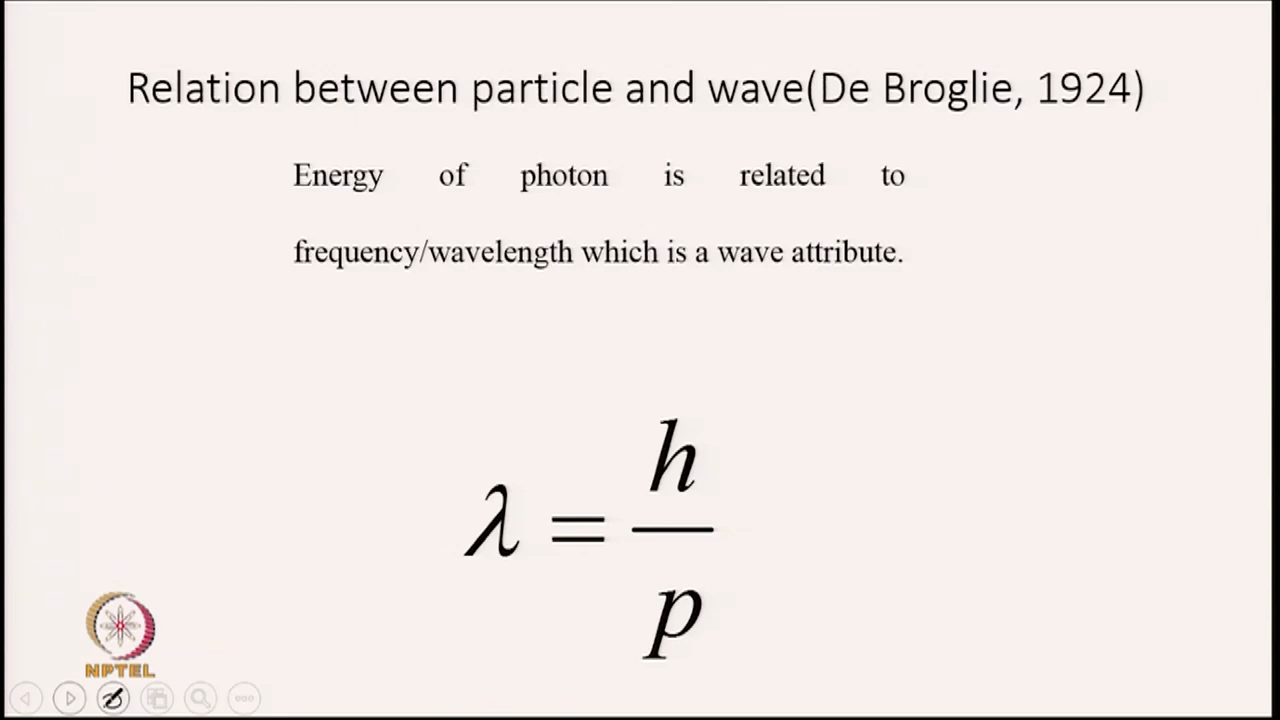 Relation between particle and wave(De Broglie, 1924)
Energy of photon is related to
frequency/wavelength which is a wave attribute.
λ = h/p
NPTEL